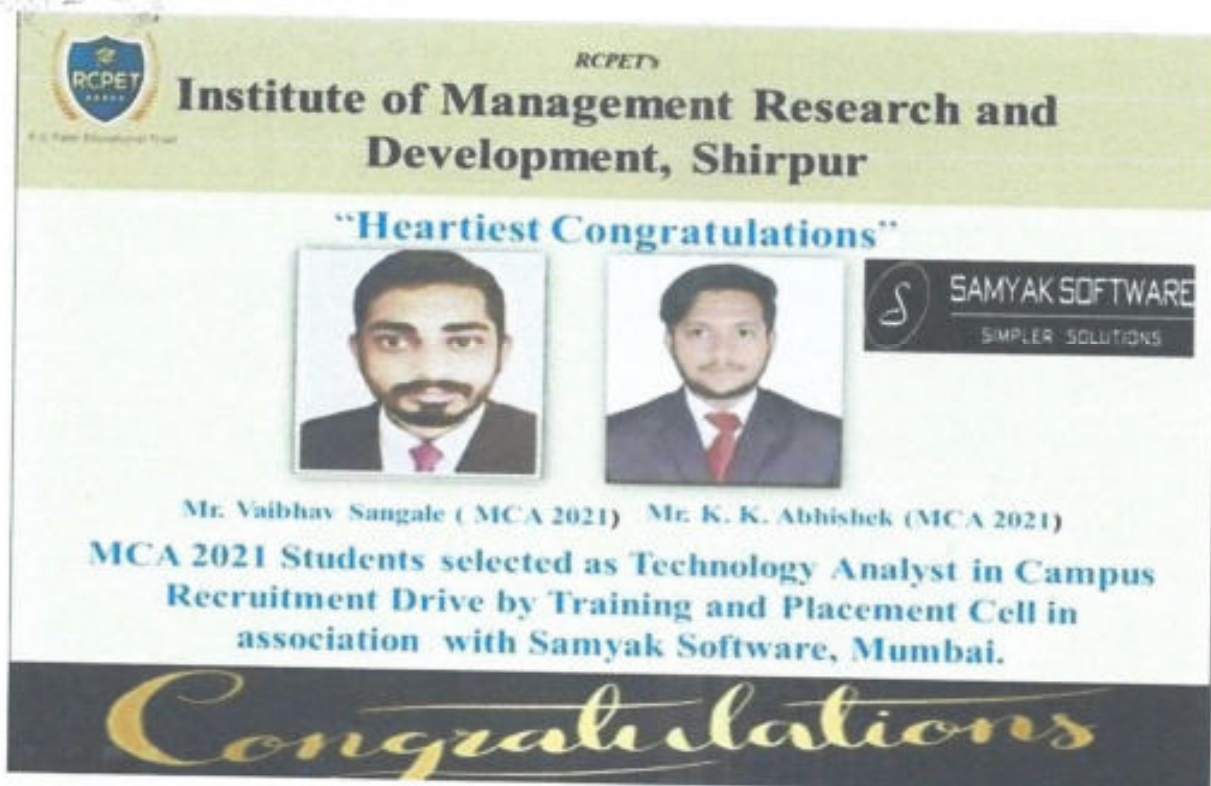 RCPET
RCPET's
Institute of Management Research and
Development, Shirpur
"Heartiest Congratulations"
SAMYAK SOFTWARE
SIMPLER SOLUTIONS
Mr. Vaibhav Sangale ( MCA 2021) Mr. K. K. Abhishek (MCA 2021)
MCA 2021 Students selected as Technology Analyst in Campus
Recruitment Drive by Training and Placement Cell in
association with Samyak Software, Mumbai.
Congratulations